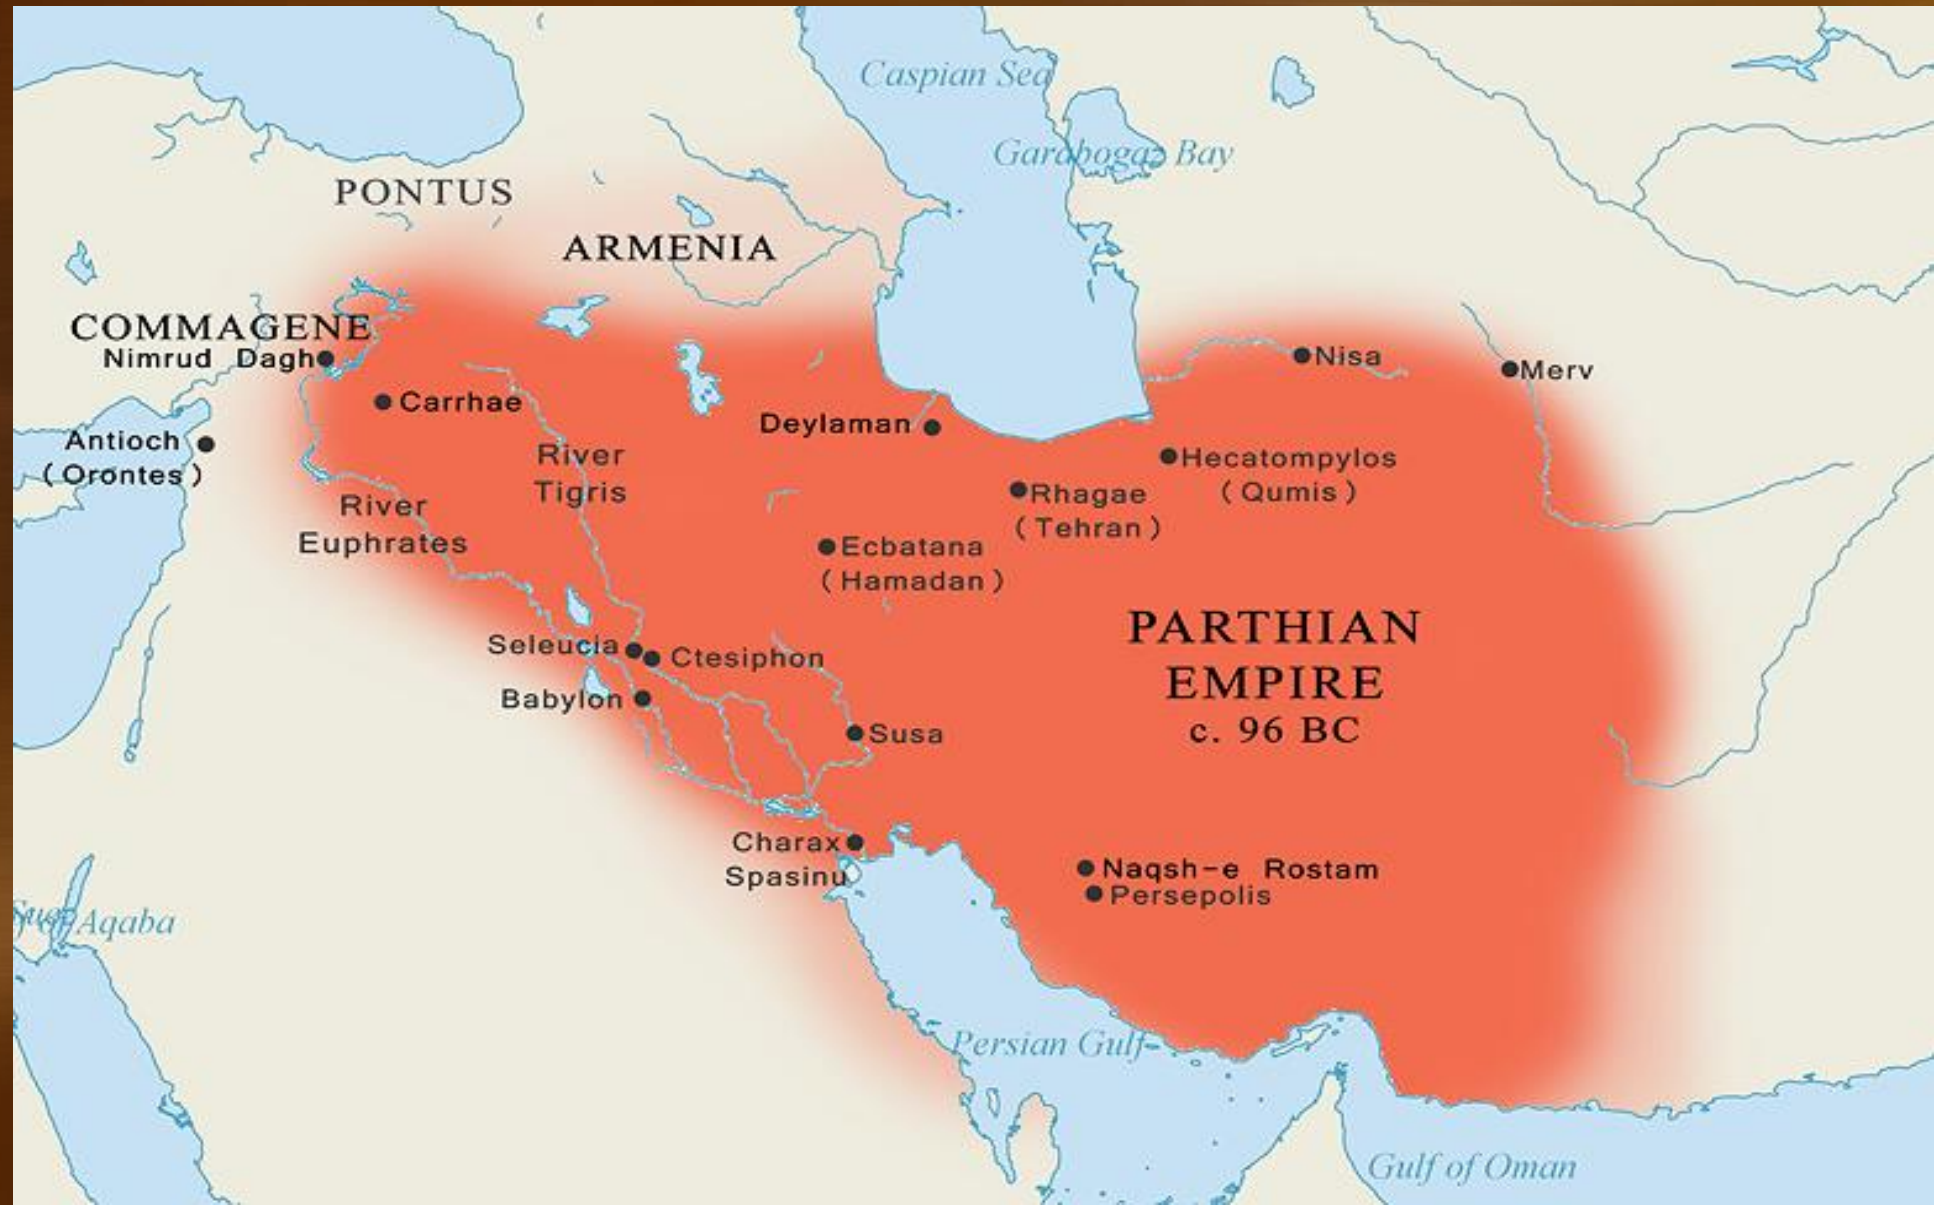 Caspian Sea
Garabogaz Bay
PONTUS
ARMENIA
COMMAGENE
Nimrud Dagh
Nisa
Merv
Carrhae
Deylaman
Antioch
(Orontes)
River
Tigris
Hecatompylos
(Qumis)
Rhagae
(Tehran)
River
Euphrates
Ecbatana
(Hamadan)
PARTHIAN
EMPIRE
c. 96 BC
Seleucia
Ctesiphon
Babylon
Susa
Charax
Spasinu
Naqsh-e Rostam
Persepolis
Aqaba
Persian Gulf
Gulf of Oman